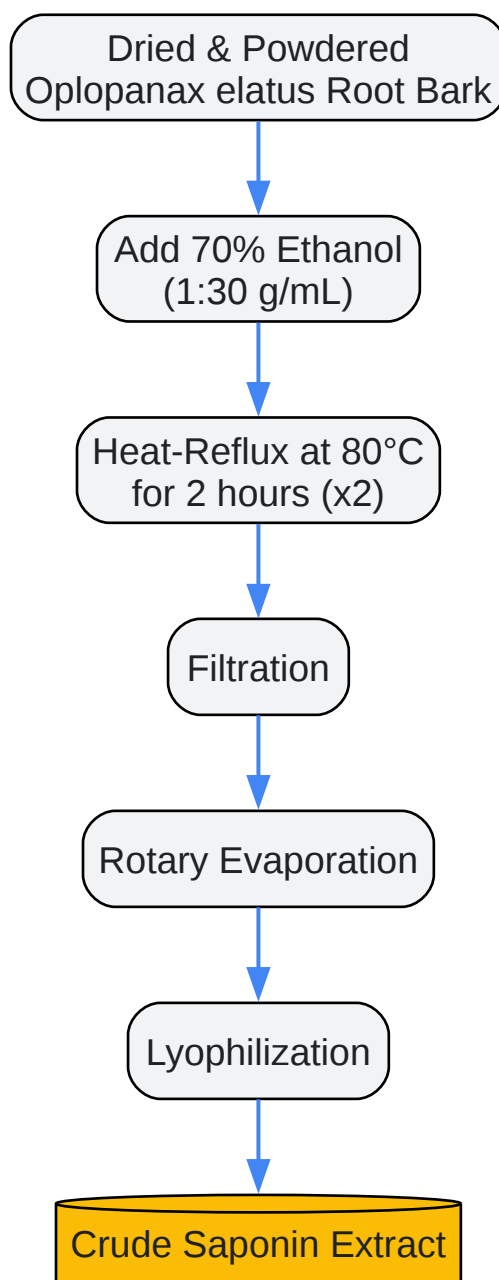 Dried & Powdered
Oplopanax elatus Root Bark
Add 70% Ethanol
(1:30 g/mL)
Heat-Reflux at 80°C
for 2 hours (x2)
Filtration
Rotary Evaporation
Lyophilization
Crude Saponin Extract